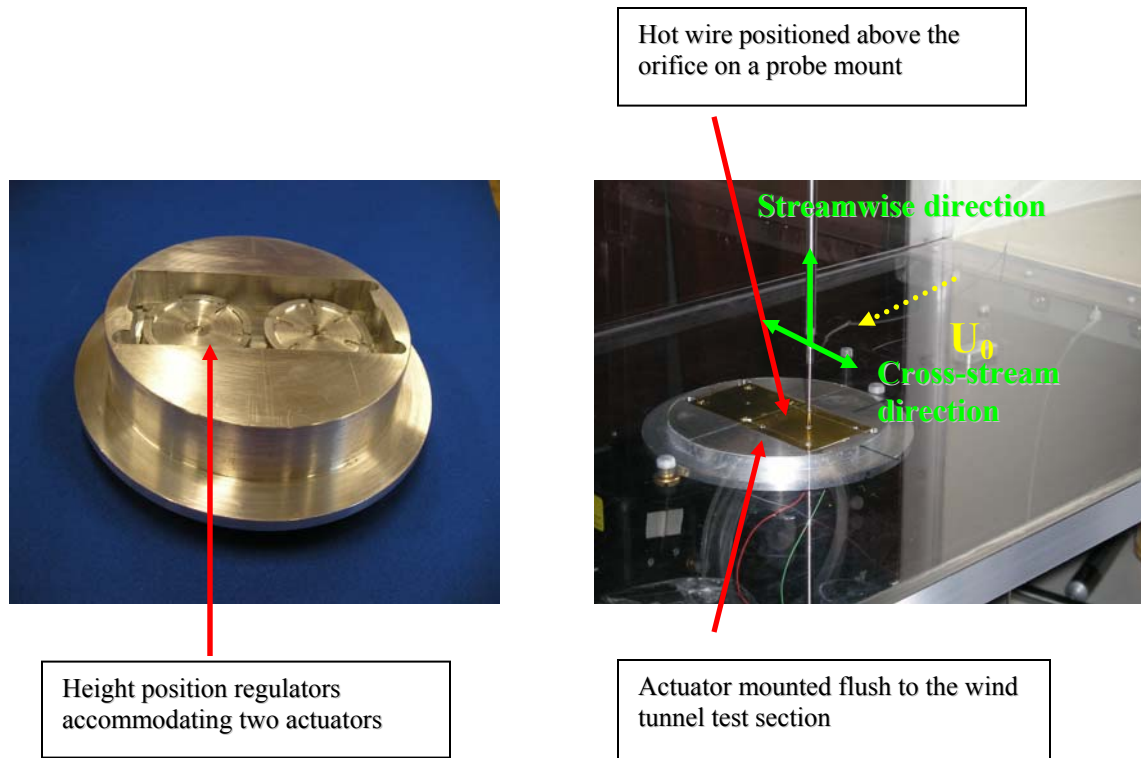 Hot wire positioned above the
orifice on a probe mount
Streamwise direction
U0
Cross-stream
direction
Height position regulators
accommodating two actuators
Actuator mounted flush to the wind
tunnel test section